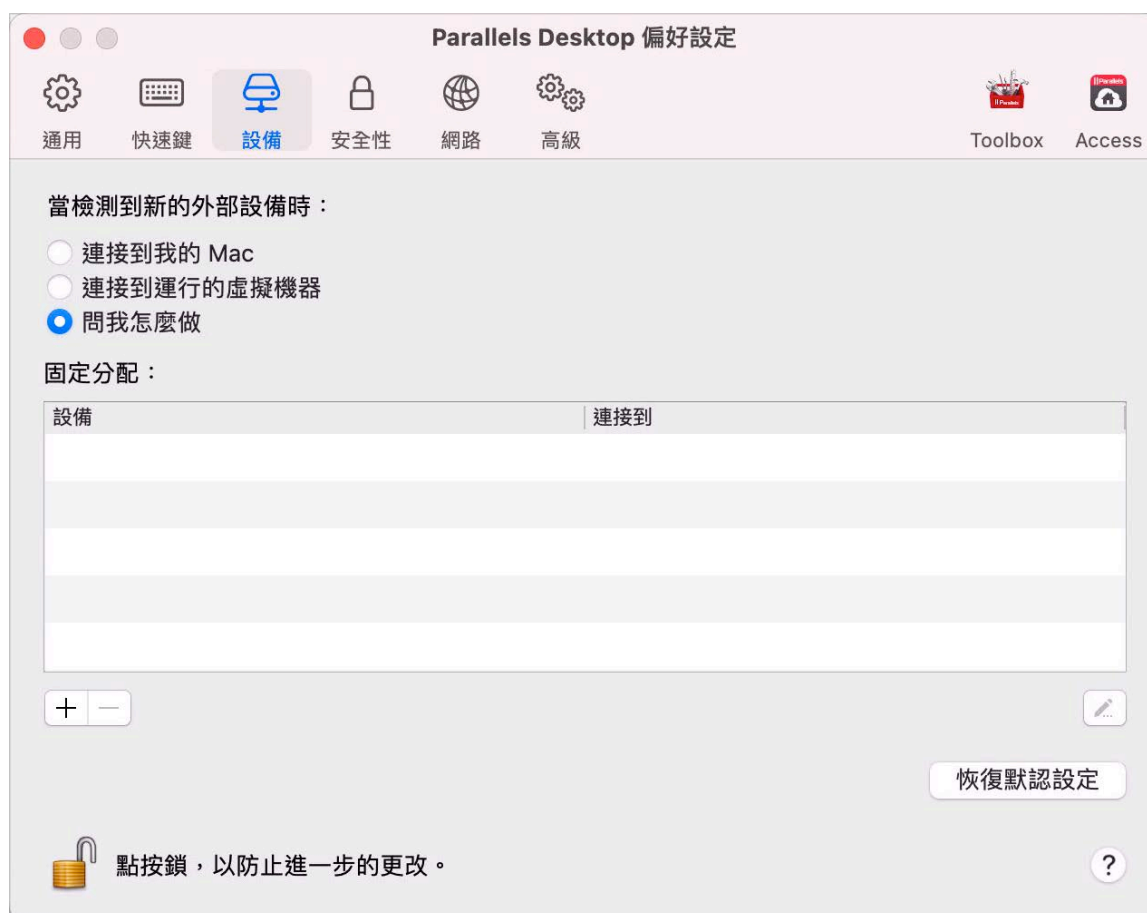 Parallels Desktop 偏好設定
通用 快速鍵 設備 安全性 網路 高級 Toolbox Access
當檢測到新的外部設備時：
連接到我的 Mac
連接到運行的虛擬機器
問我怎麼做
固定分配：
設備 連接到
恢復默認設定
點按鎖，以防止進一步的更改。
?